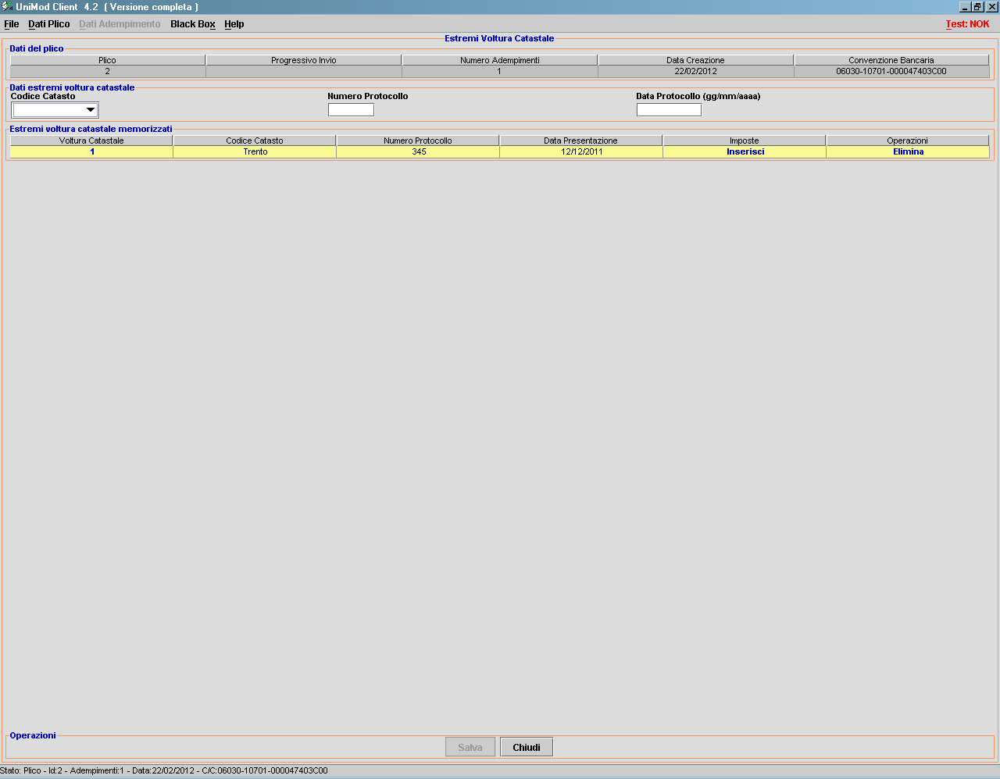 UniMod Client 4.2 ( Versione completa )
File Dati Plico Dati Adempimento Black Box Help Test: NOK
Estremi Voltura Catastale
Dati del plico
Plico Progressivo Invio Numero Adempimenti Data Creazione Convenzione Bancaria
2 1 22/02/2012 06030-10701-000047403C00
Dati estremi voltura catastale
Codice Catasto Numero Protocollo Data Protocollo (gg/mm/aaaa)
Estremi voltura catastale memorizzati
Voltura Catastale Codice Catasto Numero Protocollo Data Presentazione Imposte Operazioni
1 Trento 345 12/12/2011 Inserisci Elimina
Operazioni
Salva Chiudi
Stato: Plico - Id:2 - Adempimenti:1 - Data:22/02/2012 - C/C:06030-10701-000047403C00